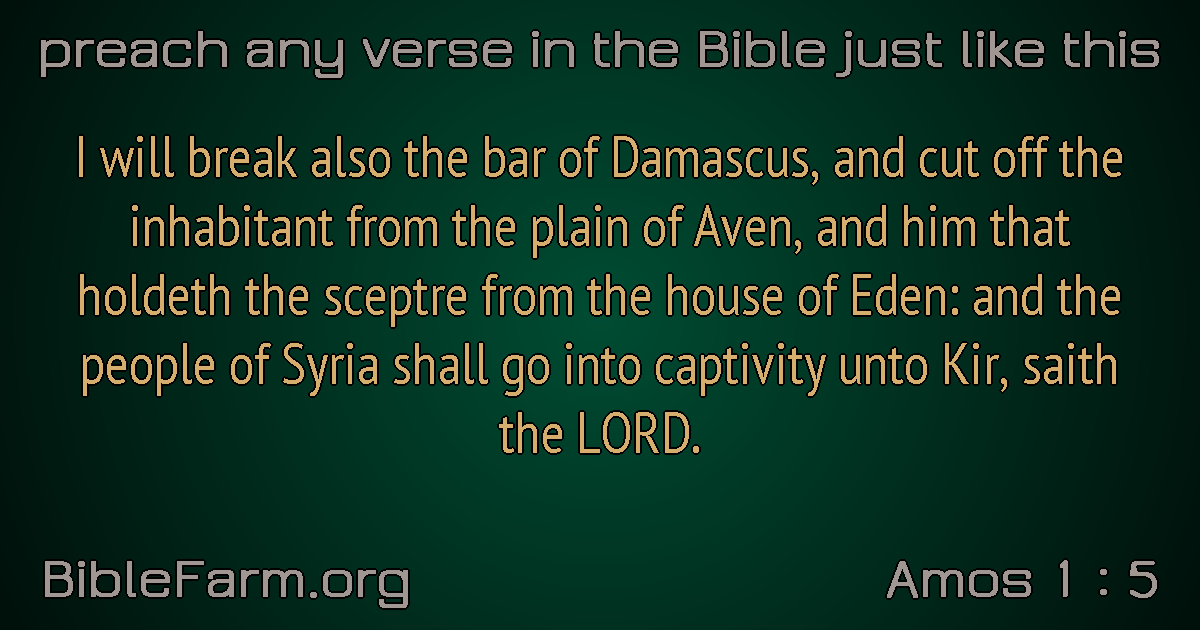 preach any verse in the Bible just like this
I will break also the bar of Damascus, and cut off the
inhabitant from the plain of Aven, and him that
holdeth the sceptre from the house of Eden: and the
people of Syria shall go into captivity unto Kir, saith
the LORD.
BibleFarm.org
Amos 1 : 5